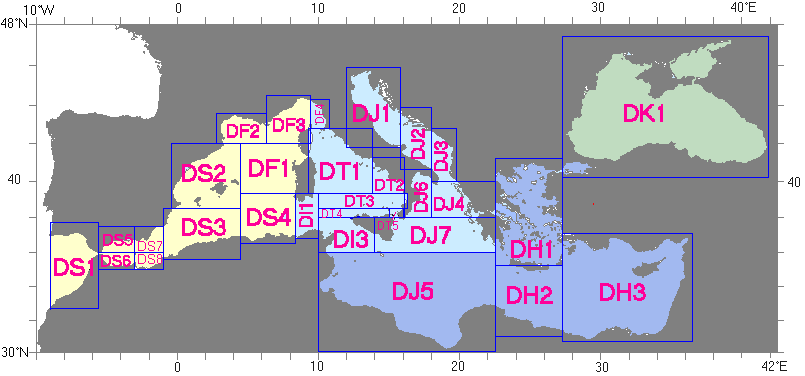 10°W 0 10 20 30 40°E
48°N
DK1
DF4
DF3
DJ1
DF2
DJ2
DJ3
DS2 DF1 DT1
DT2
40 40
DJ6
DT3
DJ4
DI1
DT4
DS3 DS4
DT5
DS5
DS7
DI3 DJ7
DH1
DS6 DS8
DS1
DJ5 DH2 DH3
30°N
0 10 20 30 42°E